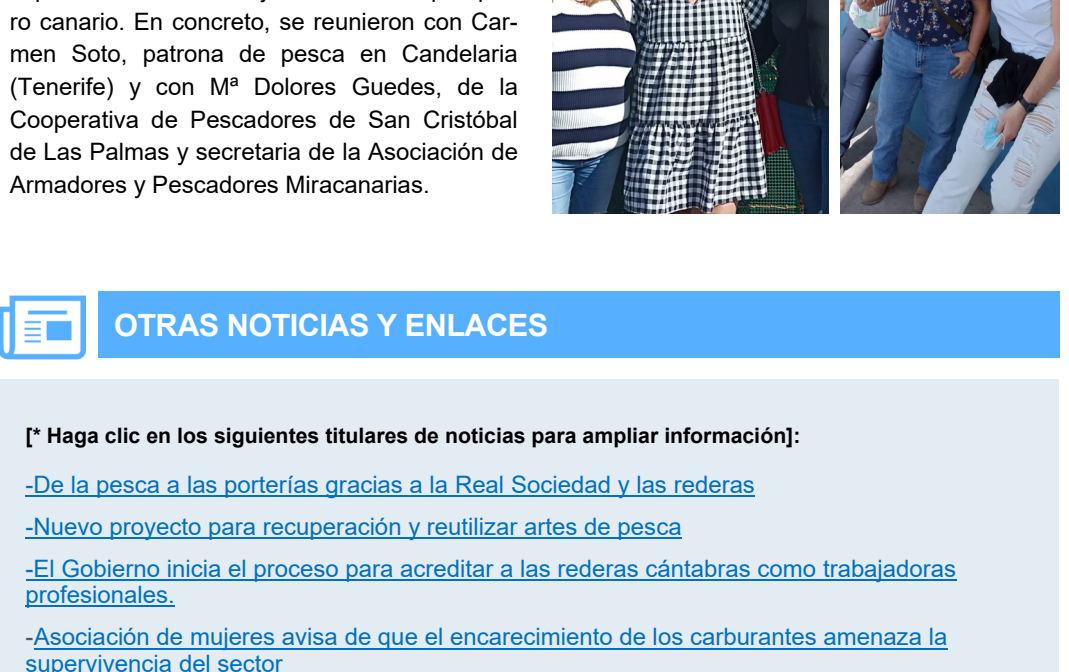 ro canario. En concreto, se reunieron con Car-
men Soto, patrona de pesca en Candelaria
(Tenerife) y con Mª Dolores Guedes, de la
Cooperativa de Pescadores de San Cristóbal
de Las Palmas y secretaria de la Asociación de
Armadores y Pescadores Miracanarias.
OTRAS NOTICIAS Y ENLACES
[* Haga clic en los siguientes titulares de noticias para ampliar información]:
-De la pesca a las porterías gracias a la Real Sociedad y las rederas
-Nuevo proyecto para recuperación y reutilizar artes de pesca
-El Gobierno inicia el proceso para acreditar a las rederas cántabras como trabajadoras
profesionales.
-Asociación de mujeres avisa de que el encarecimiento de los carburantes amenaza la
supervivencia del sector